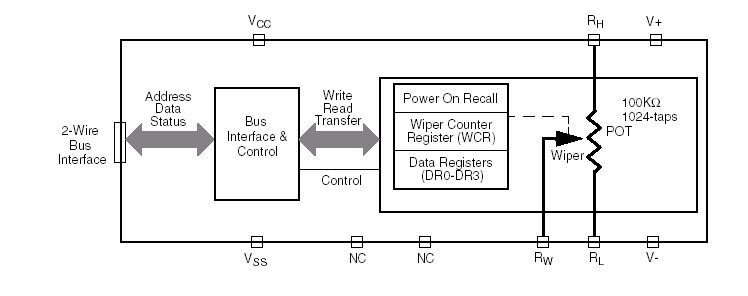 VCC
RH
V+
Address
Data
Status
2-Wire
Bus
Interface
Bus
Interface &
Control
Write
Read
Transfer
Control
Power On Recall
Wiper Counter
Register (WCR)
Data Registers
(DR0-DR3)
100KΩ
1024-taps
POT
Wiper
VSS
NC
NC
RW
RL
V-